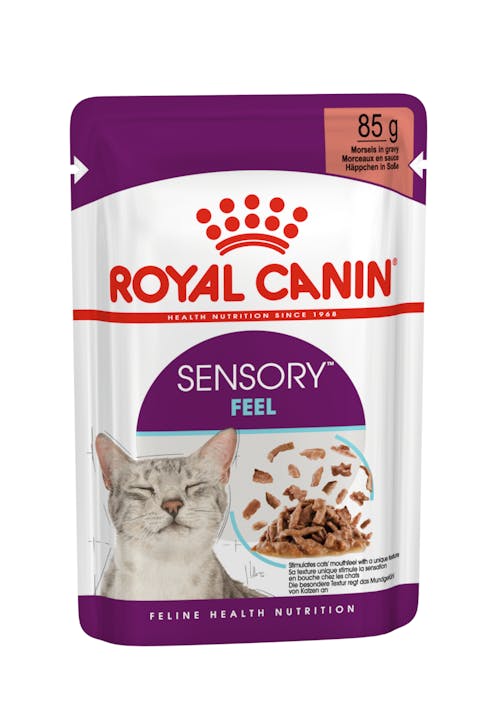 85 g
Morsels in gravy
Morceaux en sauce
Häppchen in Soße
ROYAL CANIN®
HEALTH NUTRITION SINCE 1968
SENSORY™
FEEL
Stimulates cats' mouthfeel with a unique texture
Sa texture unique stimule la sensation
en bouche chez les chats
Die besondere Textur regt das Mundgefühl
von Katzen an
FELINE HEALTH NUTRITION